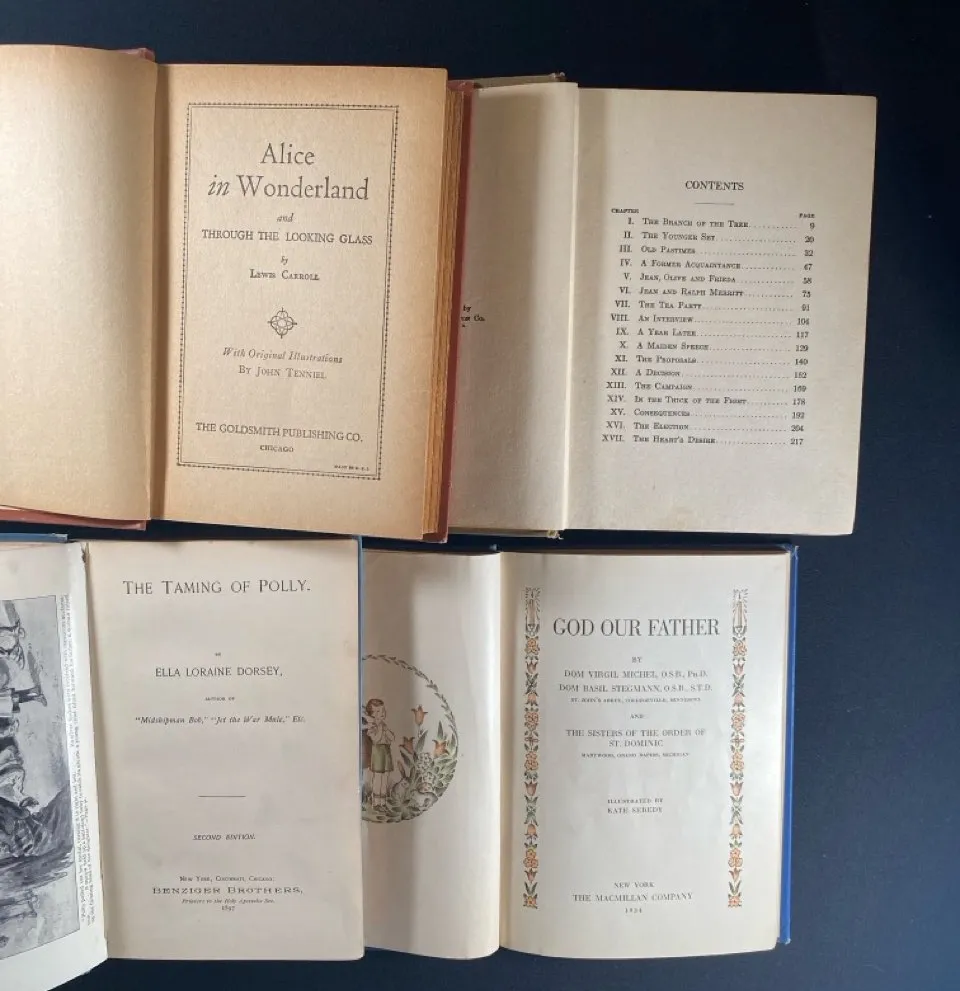 Alice
in Wonderland
and
THROUGH THE LOOKING GLASS
by
LEWIS CARROLL
With Original Illustrations
BY JOHN TENNIEL
THE GOLDSMITH PUBLISHING CO.
CHICAGO
by
Co.
CONTENTS
CHAPTER PAGE
I. THE BRANCH OF THE TREE 9
II. THE YOUNGER SET 20
III. OLD PASTIMES 32
IV. A FORMER ACQUAINTANCE 47
V. JEAN, OLIVE AND FRIEDA 58
VI. JEAN AND RALPH MERRITT 75
VII. THE TEA PARTY 91
VIII. AN INTERVIEW 104
IX. A YEAR LATER 117
X. A MAIDEN SPEECH 129
XI. THE PROPOSALS 140
XII. A DECISION 152
XIII. THE CAMPAIGN 169
XIV. IN THE THICK OF THE FIGHT 178
XV. CONSEQUENCES 192
XVI. THE ELECTION 204
XVII. THE HEART'S DESIRE 217
THE TAMING OF POLLY.
BY
ELLA LORAINE DORSEY,
AUTHOR OF
"Midshipman Bob," "Jet the War Mule," Etc.
SECOND EDITION.
NEW YORK, CINCINNATI, CHICAGO:
BENZIGER BROTHERS,
Printers to the Holy Apostolic See.
1897
GOD OUR FATHER
BY
DOM VIRGIL MICHEL, O.S.B., PH.D.
DOM BASIL STEGMANN, O.S.B., S.T.D.
ST. JOHN'S ABBEY, COLLEGEVILLE, MINNESOTA
AND
THE SISTERS OF THE ORDER OF
ST. DOMINIC
MARYWOOD, GRAND RAPIDS, MICHIGAN
ILLUSTRATED BY
KATE SEREDY
NEW YORK
THE MACMILLAN COMPANY
1934